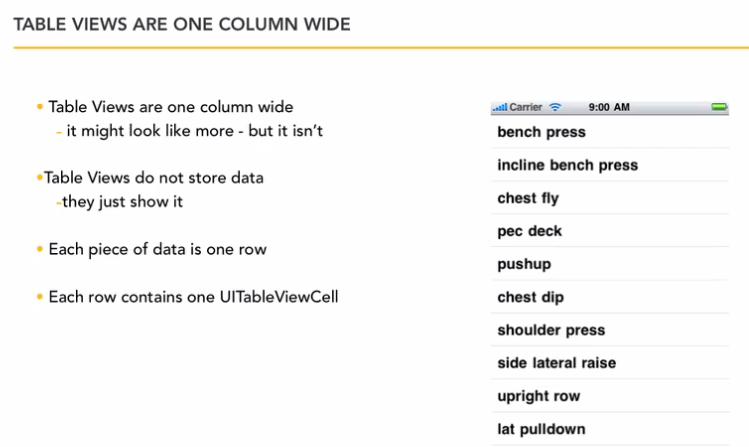 TABLE VIEWS ARE ONE COLUMN WIDE
• Table Views are one column wide
- it might look like more - but it isn't
•Table Views do not store data
-they just show it
• Each piece of data is one row
• Each row contains one UITableViewCell
Carrier 9:00 AM
bench press
incline bench press
chest fly
pec deck
pushup
chest dip
shoulder press
side lateral raise
upright row
lat pulldown